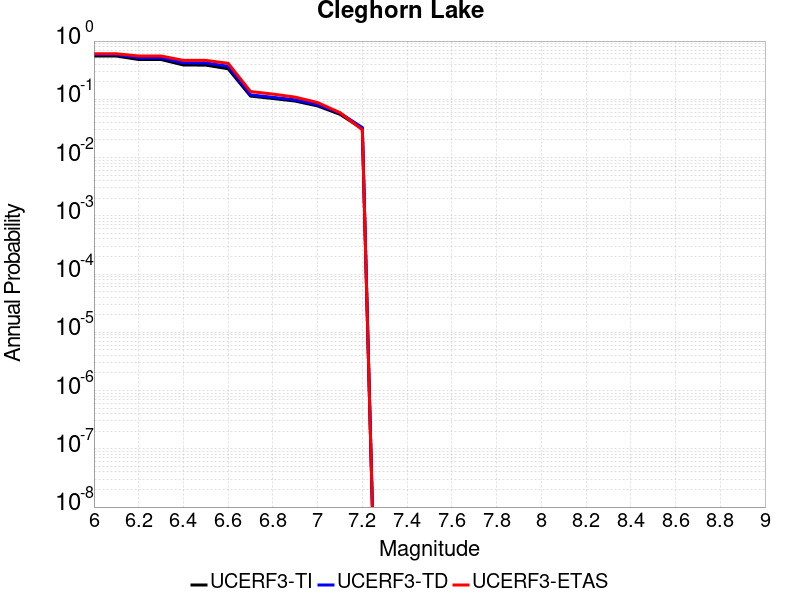 Cleghorn Lake
10^0
10^-1
10^-2
10^-3
10^-4
10^-5
10^-6
10^-7
10^-8
Annual Probability
6 6.2 6.4 6.6 6.8 7 7.2 7.4 7.6 7.8 8 8.2 8.4 8.6 8.8 9
Magnitude
UCERF3-TI UCERF3-TD UCERF3-ETAS